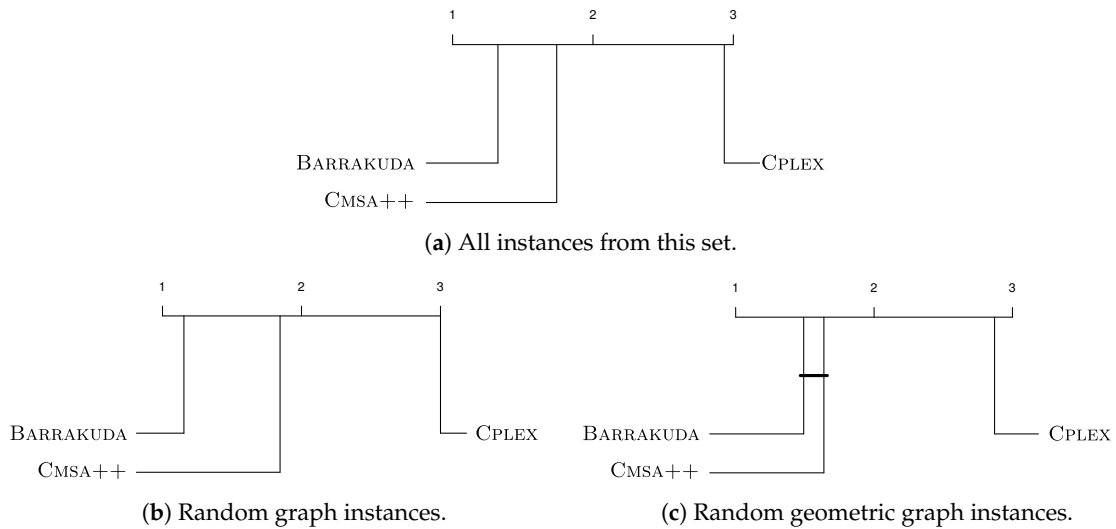 1 2 3
BARRAKUDA CPLEX
CMSA++
(a) All instances from this set.
1 2 3
BARRAKUDA CPLEX
CMSA++
(b) Random graph instances.
1 2 3
BARRAKUDA CPLEX
CMSA++
(c) Random geometric graph instances.